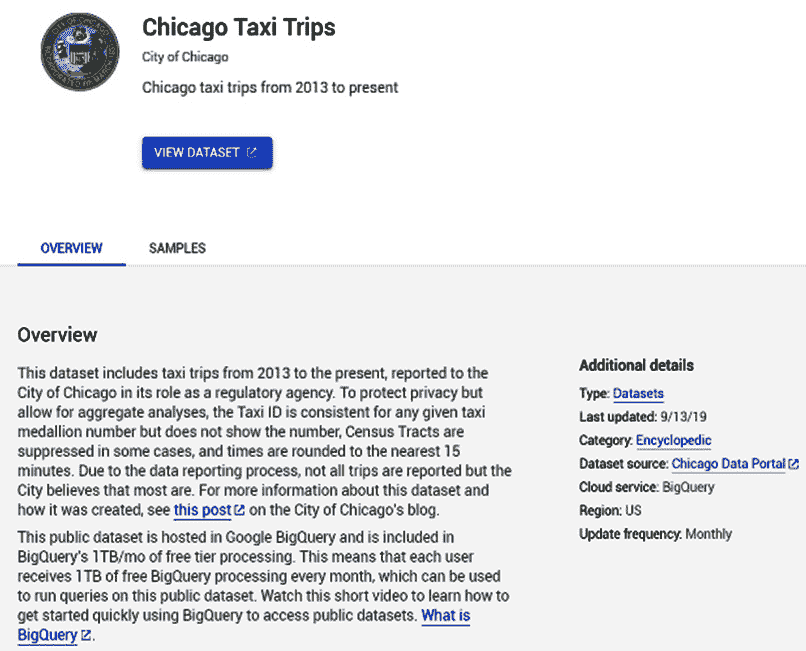 Chicago Taxi Trips
City of Chicago
Chicago taxi trips from 2013 to present
VIEW DATASET
OVERVIEW
SAMPLES
Overview
This dataset includes taxi trips from 2013 to the present, reported to the
City of Chicago in its role as a regulatory agency. To protect privacy but
allow for aggregate analyses, the Taxi ID is consistent for any given taxi
medallion number but does not show the number, Census Tracts are
suppressed in some cases, and times are rounded to the nearest 15
minutes. Due to the data reporting process, not all trips are reported but the
City believes that most are. For more information about this dataset and
how it was created, see this post on the City of Chicago's blog.
This public dataset is hosted in Google BigQuery and is included in
BigQuery's 1TB/mo of free tier processing. This means that each user
receives 1TB of free BigQuery processing every month, which can be used
to run queries on this public dataset. Watch this short video to learn how to
get started quickly using BigQuery to access public datasets. What is
BigQuery.
Additional details
Type: Datasets
Last updated: 9/13/19
Category: Encyclopedic
Dataset source: Chicago Data Portal
Cloud service: BigQuery
Region: US
Update frequency: Monthly